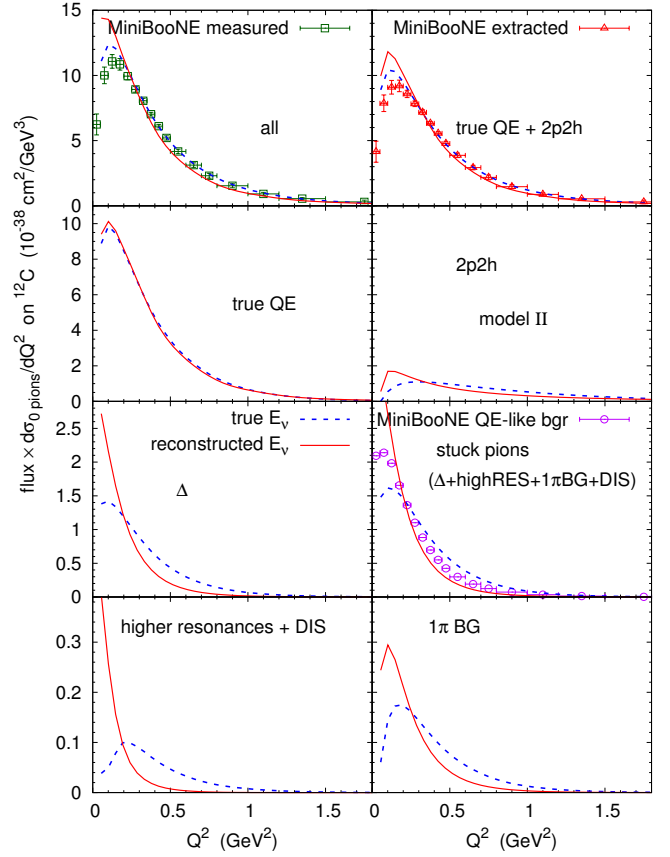 MiniBooNE measured
MiniBooNE extracted
15
10
5
0
all
true QE + 2p2h
10
8
6
4
2
0
true QE
2p2h
model II
flux × dσ0 pions/dQ² on ¹²C (10⁻³⁸ cm²/GeV³)
2.5
2
1.5
1
0.5
0
true Eν
reconstructed Eν
Δ
MiniBooNE QE-like bgr
stuck pions
(Δ+highRES+1πBG+DIS)
0.3
0.2
0.1
0
higher resonances + DIS
1π BG
0 0.5 1 1.5
0 0.5 1 1.5
Q² (GeV²)
Q² (GeV²)